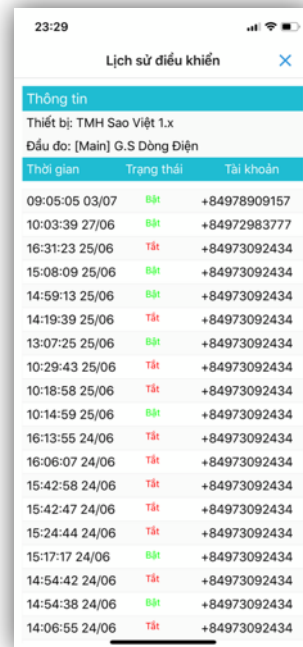 23:29
Lịch sử điều khiển
Thông tin
Thiết bị: TMH Sao Việt 1.x
Đầu đo: [Main] G.S Dòng Điện
Thời gian Trạng thái Tài khoản
09:05:05 03/07 Bật +84978909157
10:03:39 27/06 Bật +84972983777
16:31:23 25/06 Tắt +84973092434
15:08:09 25/06 Bật +84973092434
14:59:13 25/06 Bật +84973092434
14:19:39 25/06 Tắt +84973092434
13:07:25 25/06 Bật +84973092434
10:29:43 25/06 Tắt +84973092434
10:18:58 25/06 Tắt +84973092434
10:14:59 25/06 Bật +84973092434
16:13:55 24/06 Tắt +84973092434
16:06:07 24/06 Tắt +84973092434
15:42:58 24/06 Tắt +84973092434
15:42:47 24/06 Tắt +84973092434
15:24:44 24/06 Tắt +84973092434
15:17:17 24/06 Bật +84973092434
14:54:42 24/06 Tắt +84973092434
14:54:38 24/06 Bật +84973092434
14:06:55 24/06 Tắt +84973092434